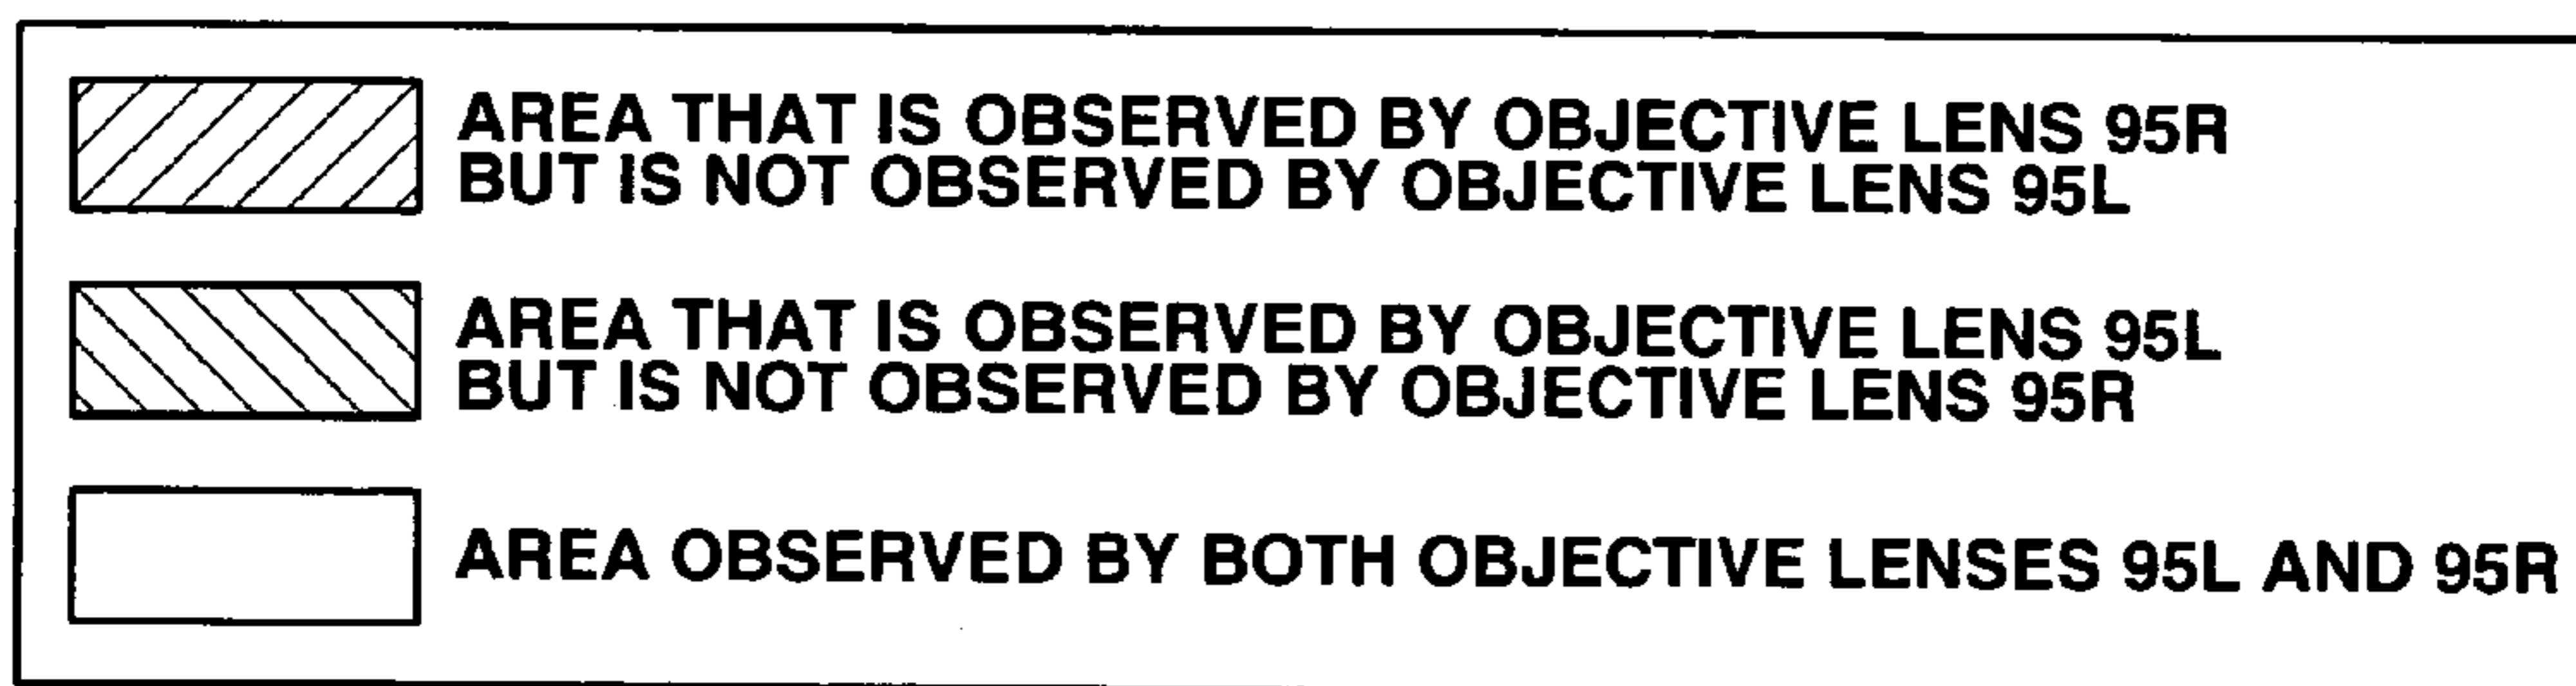 AREA THAT IS OBSERVED BY OBJECTIVE LENS 95R
BUT IS NOT OBSERVED BY OBJECTIVE LENS 95L
AREA THAT IS OBSERVED BY OBJECTIVE LENS 95L
BUT IS NOT OBSERVED BY OBJECTIVE LENS 95R
AREA OBSERVED BY BOTH OBJECTIVE LENSES 95L AND 95R